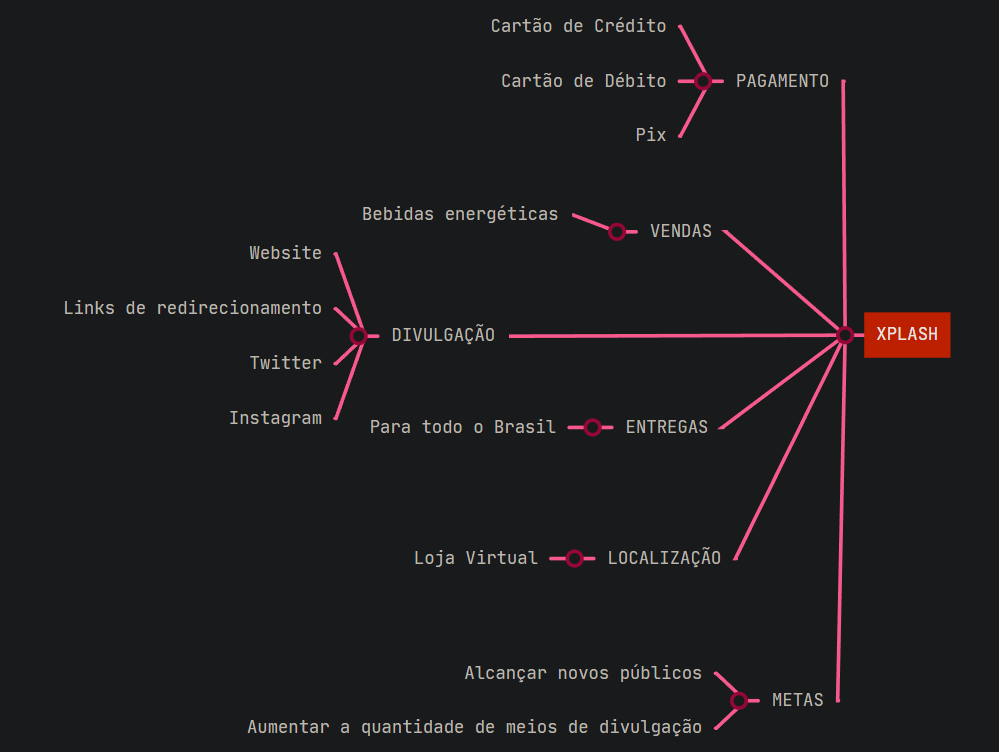 Cartão de Crédito
Cartão de Débito
PAGAMENTO
Pix
Bebidas energéticas
VENDAS
Website
Links de redirecionamento
DIVULGAÇÃO
XPLASH
Twitter
Instagram
Para todo o Brasil
ENTREGAS
Loja Virtual
LOCALIZAÇÃO
Alcançar novos públicos
METAS
Aumentar a quantidade de meios de divulgação